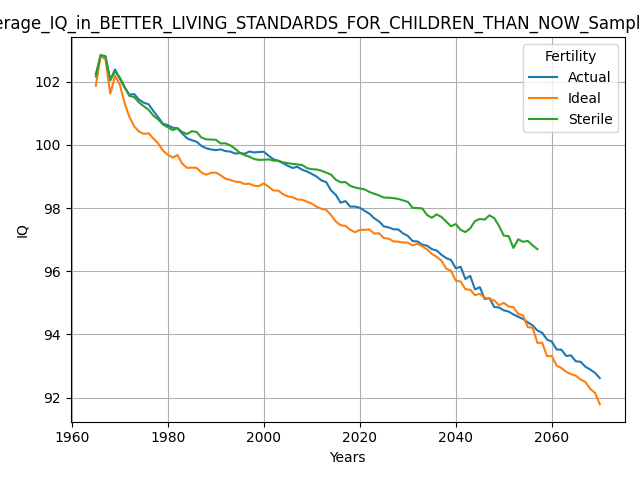 erage_IQ_in_BETTER_LIVING_STANDARDS_FOR_CHILDREN_THAN_NOW_Sampl
Fertility
Actual
Ideal
Sterile
102
100
98
96
94
92
IQ
1960
1980
2000
2020
2040
2060
Years